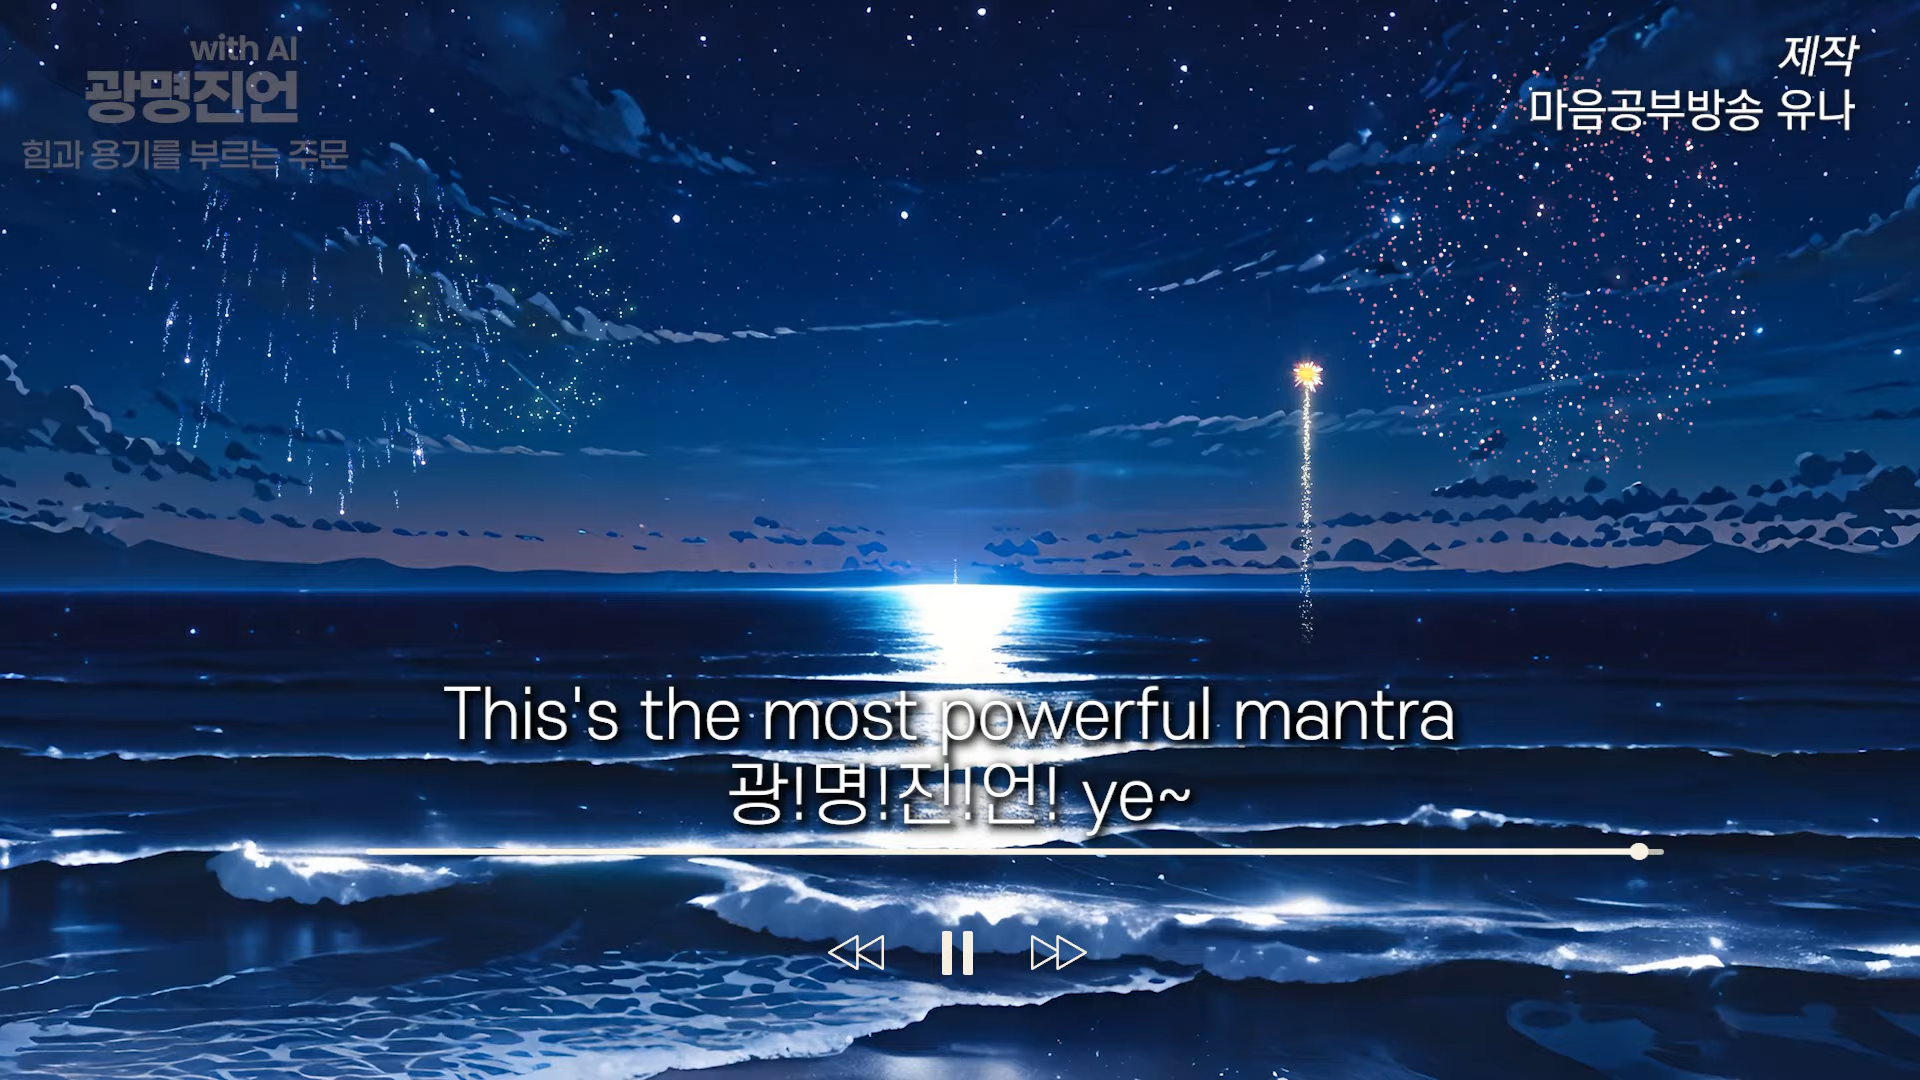 with AI
광명진언
힘과 용기를 부르는 주문
제작
마음공부방송 유나
This's the most powerful mantra
광!명!진!언! ye~